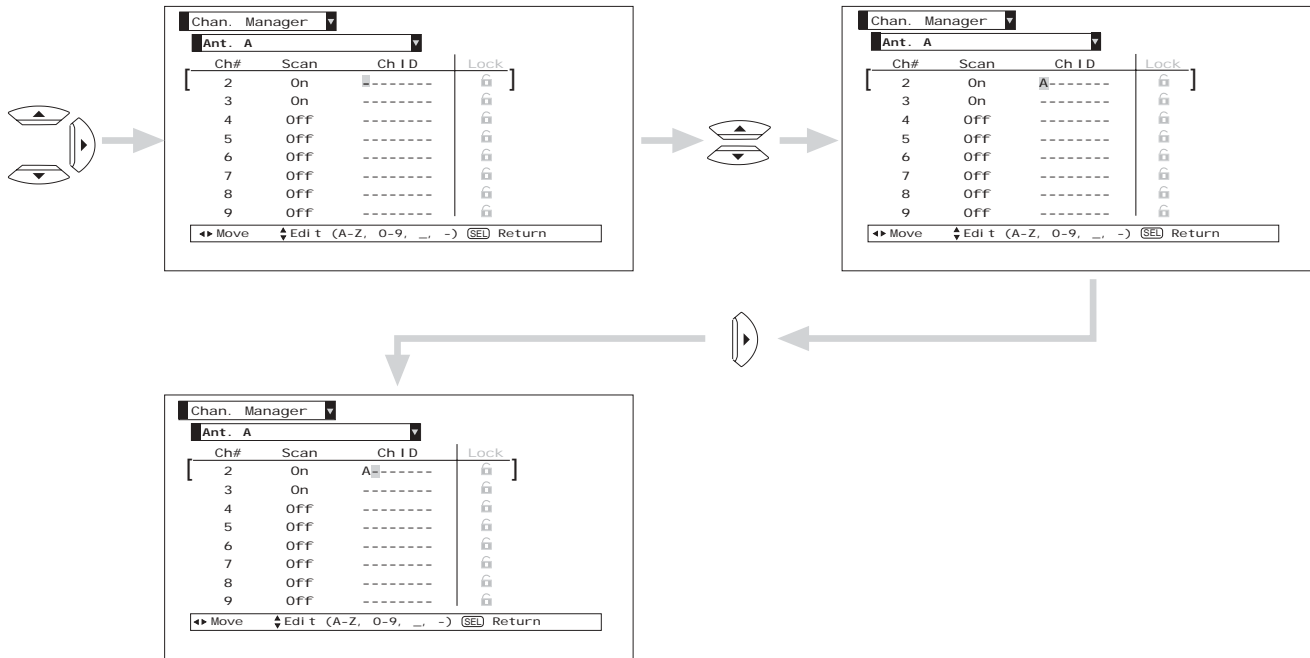 Chan. Manager
Ant. A
Ch# Scan Ch ID Lock
2 On --------
3 On --------
4 Off --------
5 Off --------
6 Off --------
7 Off --------
8 Off --------
9 Off --------
Move Edit (A-Z, 0-9, _, -) SEL Return
Chan. Manager
Ant. A
Ch# Scan Ch ID Lock
2 On A-------
3 On --------
4 Off --------
5 Off --------
6 Off --------
7 Off --------
8 Off --------
9 Off --------
Move Edit (A-Z, 0-9, _, -) SEL Return
Chan. Manager
Ant. A
Ch# Scan Ch ID Lock
2 On A-------
3 On --------
4 Off --------
5 Off --------
6 Off --------
7 Off --------
8 Off --------
9 Off --------
Move Edit (A-Z, 0-9, _, -) SEL Return